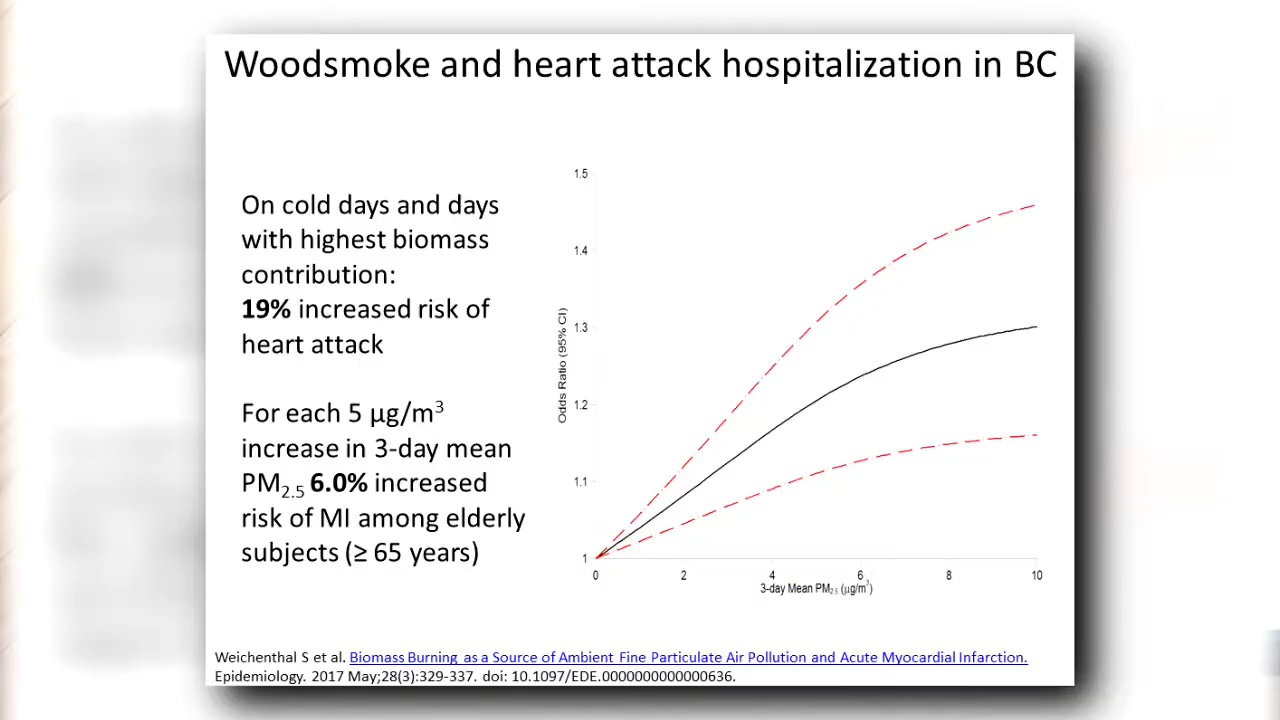 Woodsmoke and heart attack hospitalization in BC
On cold days and days
with highest biomass
contribution:
19% increased risk of
heart attack
For each 5 µg/m³
increase in 3-day mean
PM₂.₅ 6.0% increased
risk of MI among elderly
subjects (≥ 65 years)
1.5
1.4
1.3
1.2
1.1
1
Odds Ratio (95% CI)
0 2 4 6 8 10
3-day Mean PM₂.₅ (µg/m³)
Weichenthal S et al. Biomass Burning as a Source of Ambient Fine Particulate Air Pollution and Acute Myocardial Infarction.
Epidemiology. 2017 May;28(3):329-337. doi: 10.1097/EDE.0000000000000636.